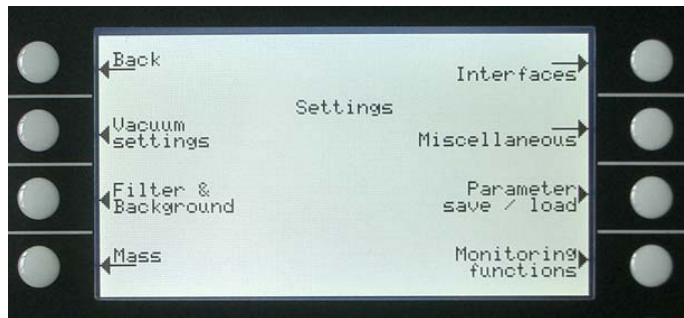 Back
Interfaces
Settings
Vacuum
settings
Miscellaneous
Filter &
Background
Parameter
save / load
Mass
Monitoring
functions